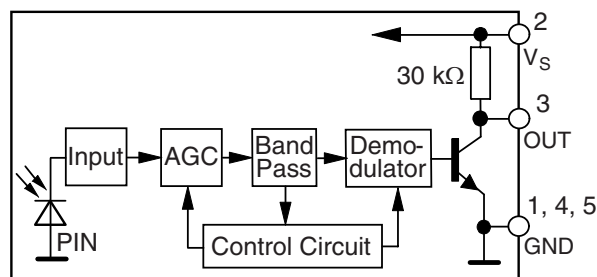 2
V_S
30 kΩ
3
OUT
Input
AGC
Band
Pass
Demo-
dulator
1, 4, 5
GND
PIN
Control Circuit